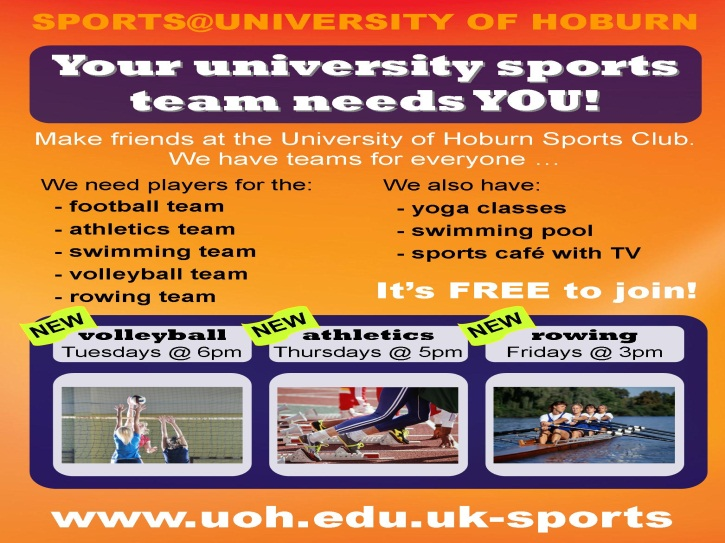 SPORTS@UNIVERSITY OF HOBURN
Your university sports
team needs YOU!
Make friends at the University of Hoburn Sports Club.
We have teams for everyone ...
We need players for the:
- football team
- athletics team
- swimming team
- volleyball team
- rowing team
We also have:
- yoga classes
- swimming pool
- sports café with TV
It's FREE to join!
NEW
volleyball
Tuesdays @ 6pm
NEW
athletics
Thursdays @ 5pm
NEW
rowing
Fridays @ 3pm
www.uoh.edu.uk-sports